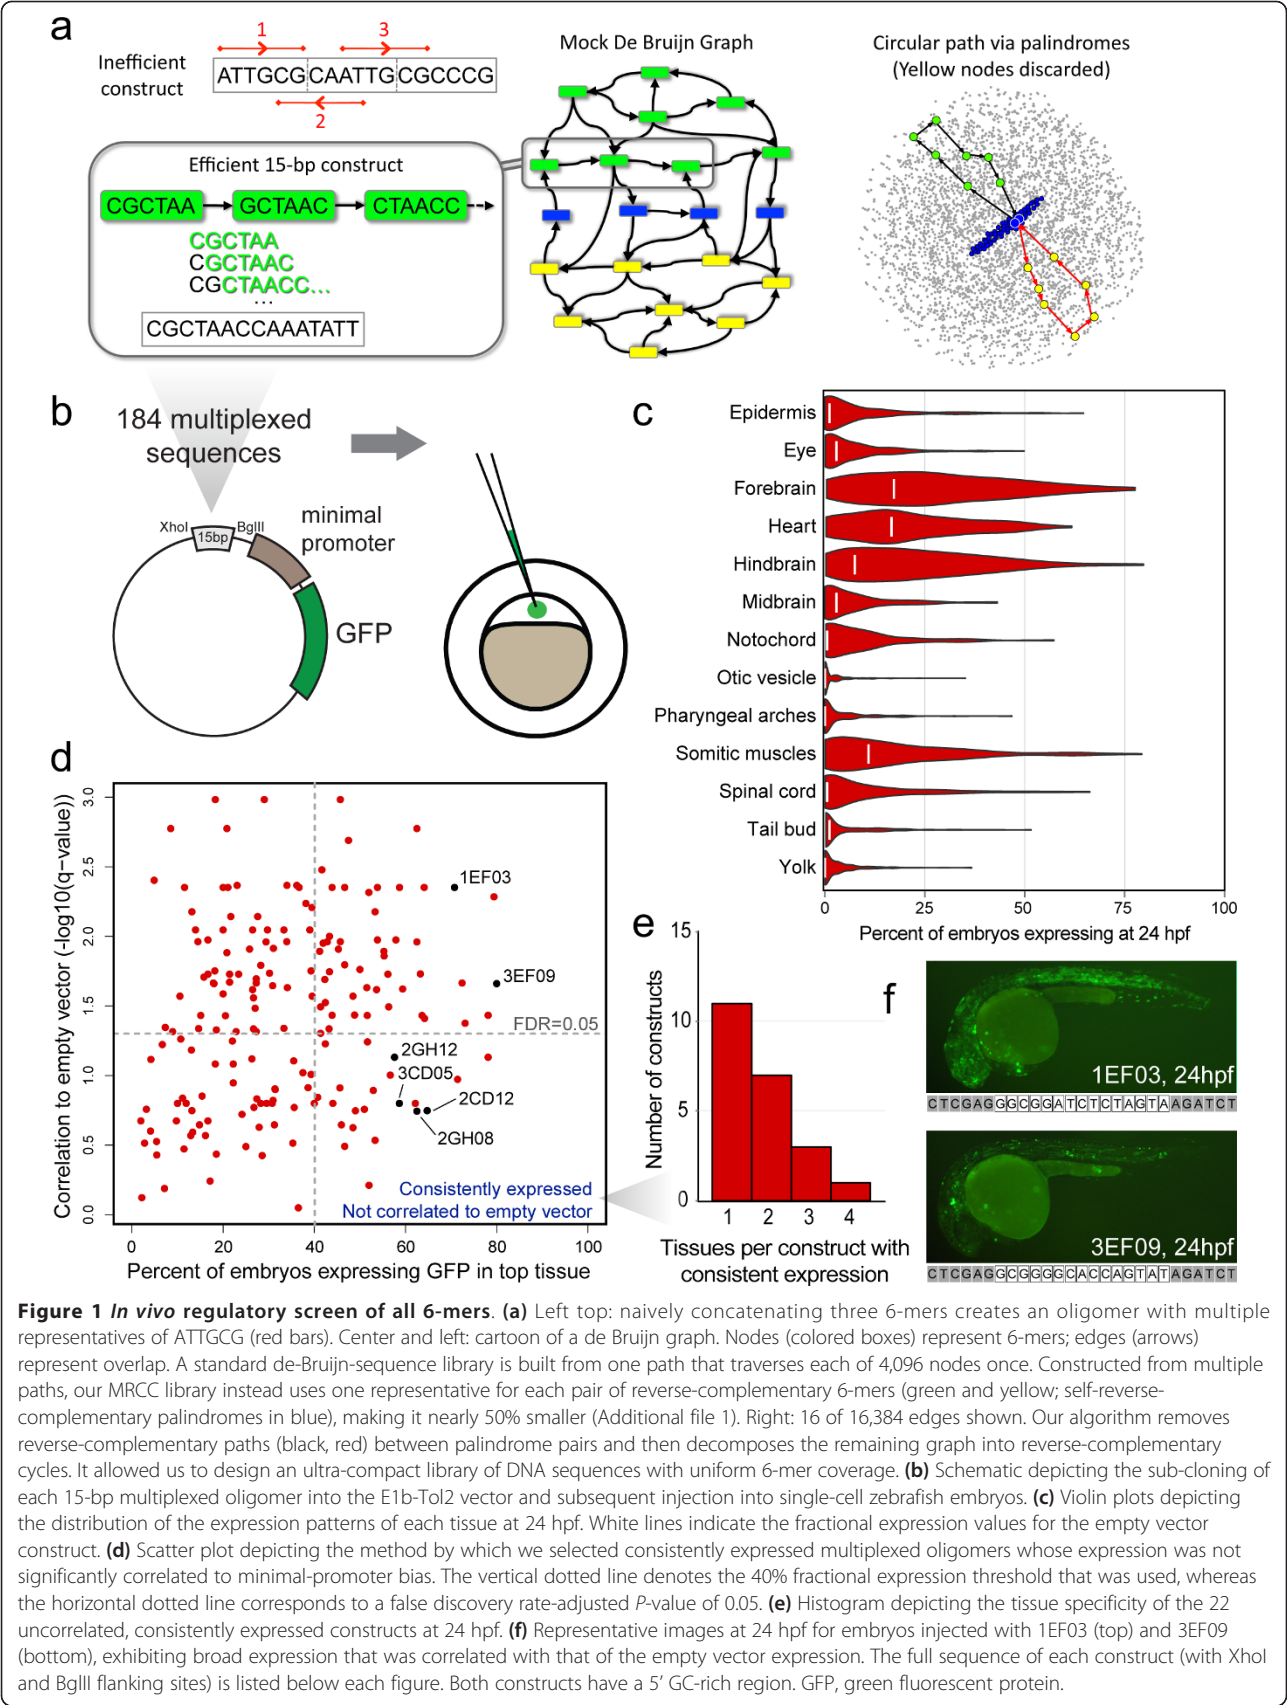 a
1
3
Inefficient
construct
ATTGCGCAATTGCGCCCG
2
Mock De Bruijn Graph
Circular path via palindromes
(Yellow nodes discarded)
Efficient 15-bp construct
CGCTAA
GCTAAC
CTAACC
CGCTAA
CGCTAAC
CGCTAACC...
...
CGCTAACCAAATATT
b
184 multiplexed
sequences
XhoI
15bp
BglII
minimal
promoter
GFP
c
Epidermis
Eye
Forebrain
Heart
Hindbrain
Midbrain
Notochord
Otic vesicle
Pharyngeal arches
Somitic muscles
Spinal cord
Tail bud
Yolk
0 25 50 75 100
Percent of embryos expressing at 24 hpf
d
Correlation to empty vector (-log10(q-value))
3.0
2.5
2.0
1.5
1.0
0.5
0.0
1EF03
3EF09
FDR=0.05
2GH12
3CD05
2CD12
2GH08
Consistently expressed
Not correlated to empty vector
0 20 40 60 80 100
Percent of embryos expressing GFP in top tissue
e
Number of constructs
15
10
5
0
1 2 3 4
Tissues per construct with
consistent expression
f
1EF03, 24hpf
CTCGAGGGCGGATCTCTAGTAAGATCT
3EF09, 24hpf
CTCGAGGCGGGGCACCAGTATAGATCT
Figure 1 In vivo regulatory screen of all 6-mers. (a) Left top: naively concatenating three 6-mers creates an oligomer with multiple
representatives of ATTGCG (red bars). Center and left: cartoon of a de Bruijn graph. Nodes (colored boxes) represent 6-mers; edges (arrows)
represent overlap. A standard de-Bruijn-sequence library is built from one path that traverses each of 4,096 nodes once. Constructed from multiple
paths, our MRCC library instead uses one representative for each pair of reverse-complementary 6-mers (green and yellow; self-reverse-
complementary palindromes in blue), making it nearly 50% smaller (Additional file 1). Right: 16 of 16,384 edges shown. Our algorithm removes
reverse-complementary paths (black, red) between palindrome pairs and then decomposes the remaining graph into reverse-complementary
cycles. It allowed us to design an ultra-compact library of DNA sequences with uniform 6-mer coverage. (b) Schematic depicting the sub-cloning of
each 15-bp multiplexed oligomer into the E1b-Tol2 vector and subsequent injection into single-cell zebrafish embryos. (c) Violin plots depicting
the distribution of the expression patterns of each tissue at 24 hpf. White lines indicate the fractional expression values for the empty vector
construct. (d) Scatter plot depicting the method by which we selected consistently expressed multiplexed oligomers whose expression was not
significantly correlated to minimal-promoter bias. The vertical dotted line denotes the 40% fractional expression threshold that was used, whereas
the horizontal dotted line corresponds to a false discovery rate-adjusted P-value of 0.05. (e) Histogram depicting the tissue specificity of the 22
uncorrelated, consistently expressed constructs at 24 hpf. (f) Representative images at 24 hpf for embryos injected with 1EF03 (top) and 3EF09
(bottom), exhibiting broad expression that was correlated with that of the empty vector expression. The full sequence of each construct (with XhoI
and BglII flanking sites) is listed below each figure. Both constructs have a 5′ GC-rich region. GFP, green fluorescent protein.